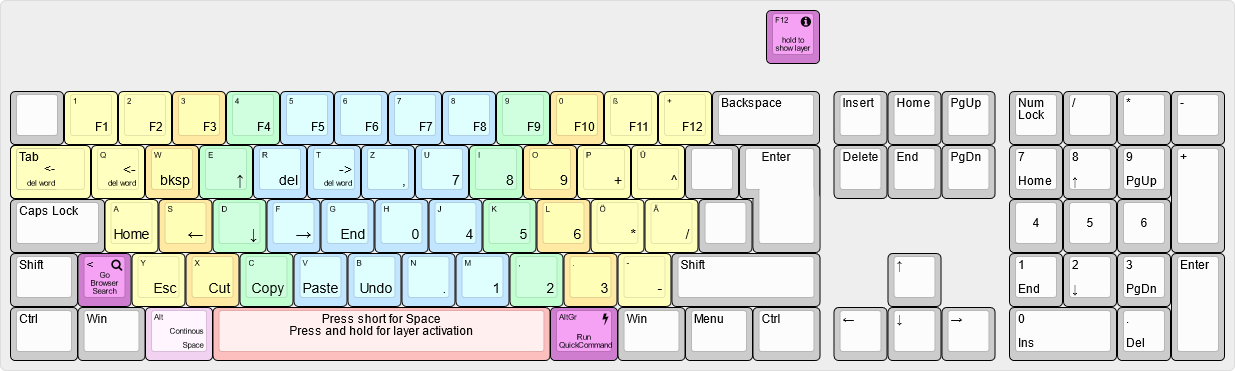 F12
hold to
show layer
1 F1
2 F2
3 F3
4 F4
5 F5
6 F6
7 F7
8 F8
9 F9
0 F10
ß F11
+ F12
Backspace
Insert
Home
PgUp
Num
Lock
/
*
-
Tab
<-
del word
Q
<-
del word
W
bksp
E
↑
R
del
T
->
del word
Z
,
U
7
I
8
O
9
P
+
Ü
^
Enter
Delete
End
PgDn
7
Home
8
↑
9
PgUp
+
Caps Lock
A
Home
S
←
D
↓
F
→
G
End
H
0
J
4
K
5
L
6
Ö
*
Ä
/
4
5
6
Shift
<
Go
Browser
Search
Y
Esc
X
Cut
C
Copy
V
Paste
B
Undo
N
.
M
1
,
2
.
3
-
-
Shift
↑
1
End
2
↓
3
PgDn
Enter
Ctrl
Win
Alt
Continous
Space
Press short for Space
Press and hold for layer activation
AltGr
Run
QuickCommand
Win
Menu
Ctrl
←
↓
→
0
Ins
.
Del